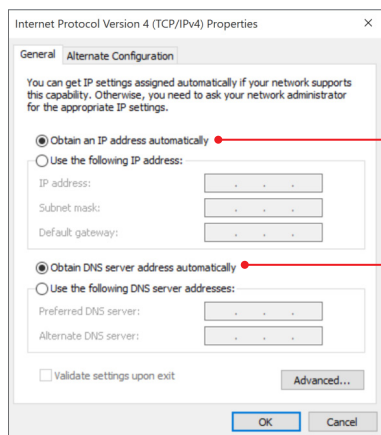 Internet Protocol Version 4 (TCP/IPv4) Properties
General
Alternate Configuration
You can get IP settings assigned automatically if your network supports
this capability. Otherwise, you need to ask your network administrator
for the appropriate IP settings.
Obtain an IP address automatically
Use the following IP address:
IP address:
Subnet mask:
Default gateway:
Obtain DNS server address automatically
Use the following DNS server addresses:
Preferred DNS server:
Alternate DNS server:
Validate settings upon exit
Advanced...
OK
Cancel